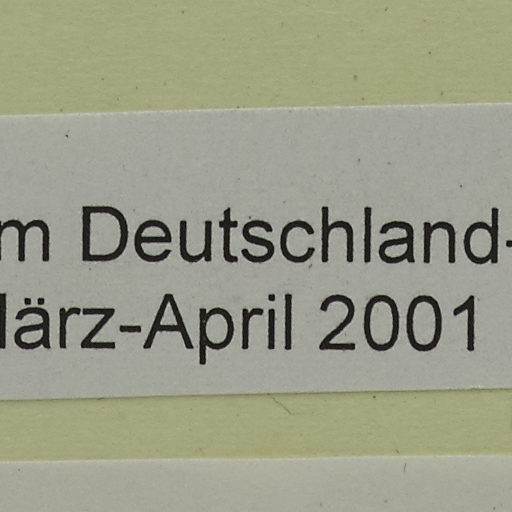 m Deutschland-
lärz-April 2001